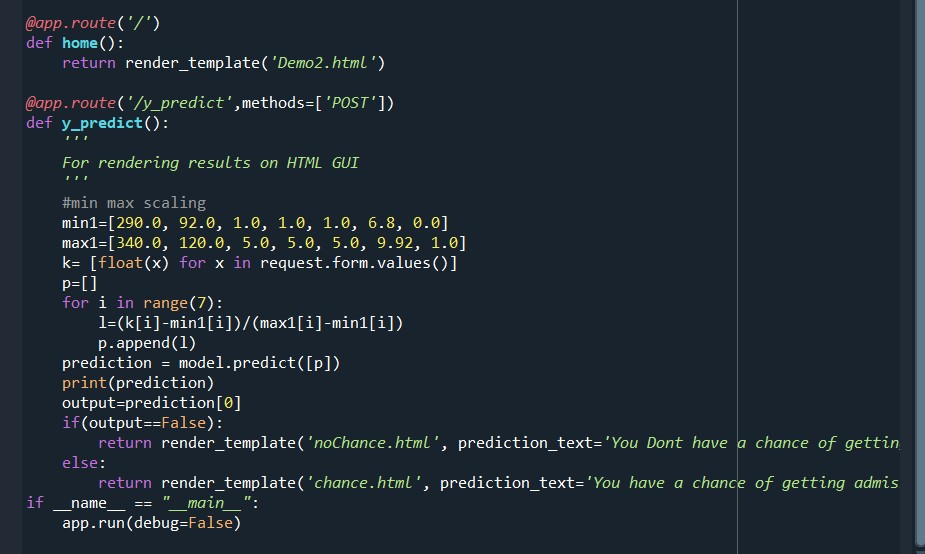 @app.route('/')
def home():
    return render_template('Demo2.html')

@app.route('/y_predict',methods=['POST'])
def y_predict():
    '''
    For rendering results on HTML GUI
    '''
    #min max scaling
    min1=[290.0, 92.0, 1.0, 1.0, 1.0, 6.8, 0.0]
    max1=[340.0, 120.0, 5.0, 5.0, 5.0, 9.92, 1.0]
    k= [float(x) for x in request.form.values()]
    p=[]
    for i in range(7):
        l=(k[i]-min1[i])/(max1[i]-min1[i])
        p.append(l)
    prediction = model.predict([p])
    print(prediction)
    output=prediction[0]
    if(output==False):
        return render_template('noChance.html', prediction_text='You Dont have a chance of gettin
    else:
        return render_template('chance.html', prediction_text='You have a chance of getting admis
if __name__ == "__main__":
    app.run(debug=False)